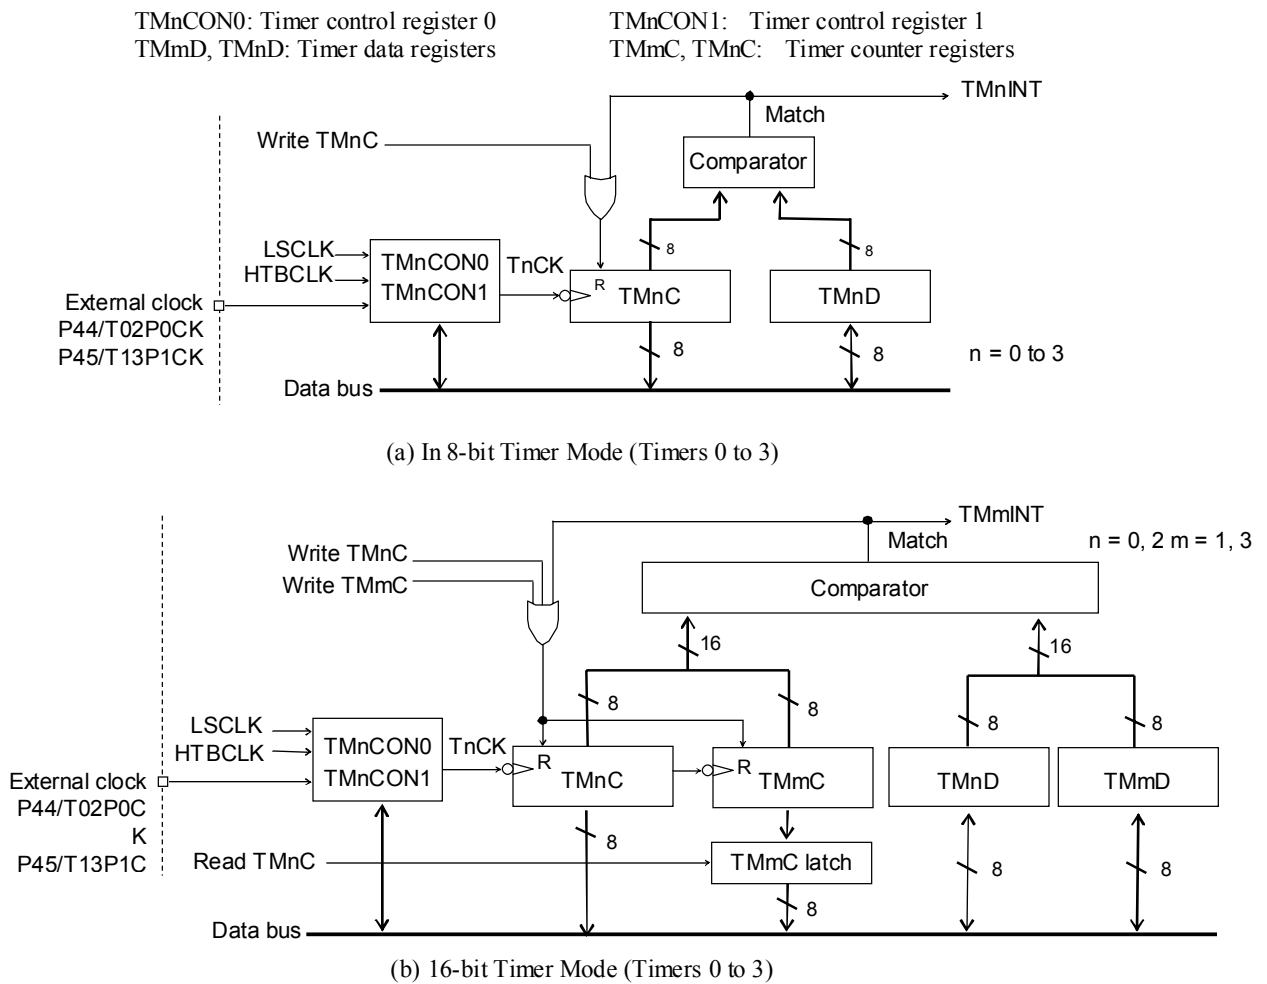 TMnCON0: Timer control register 0 TMnCON1: Timer control register 1
TMmD, TMnD: Timer data registers TMmC, TMnC: Timer counter registers
TMnINT
Match
Write TMnC
Comparator
8 8
LSCLK
HTBCLK
TMnCON0
TMnCON1
TnCK
R
TMnC
TMnD
External clock
P44/T02P0CK
P45/T13P1CK
8 8
n = 0 to 3
Data bus
(a) In 8-bit Timer Mode (Timers 0 to 3)
TMmINT
Match
n = 0, 2 m = 1, 3
Write TMnC
Write TMmC
Comparator
16 16
8 8 8 8
LSCLK
HTBCLK
TMnCON0
TMnCON1
TnCK
R
TMnC
R
TMmC
TMnD
TMmD
External clock
P44/T02P0C
K
P45/T13P1C
8
Read TMnC
TMmC latch
8 8
8
Data bus
(b) 16-bit Timer Mode (Timers 0 to 3)